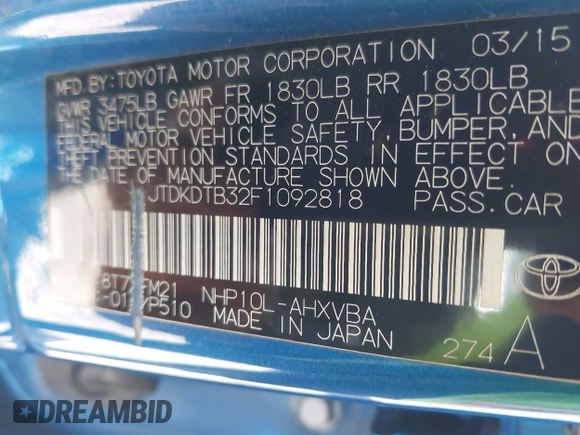 03/15
MFD.BY:TOYOTA MOTOR CORPORATION
GVWR 3475LB GAWR FR 1830LB RR 1830LB
THIS VEHICLE CONFORMS TO ALL APPLICABLE
FEDERAL MOTOR VEHICLE SAFETY, BUMPER, AND
THEFT PREVENTION STANDARDS IN EFFECT ON
THE DATE OF MANUFACTURE SHOWN ABOVE.
JTDKDTB32F1092818 PASS.CAR
NHP10L-AHXVBA
MADE IN JAPAN
274 A
DREAMBID